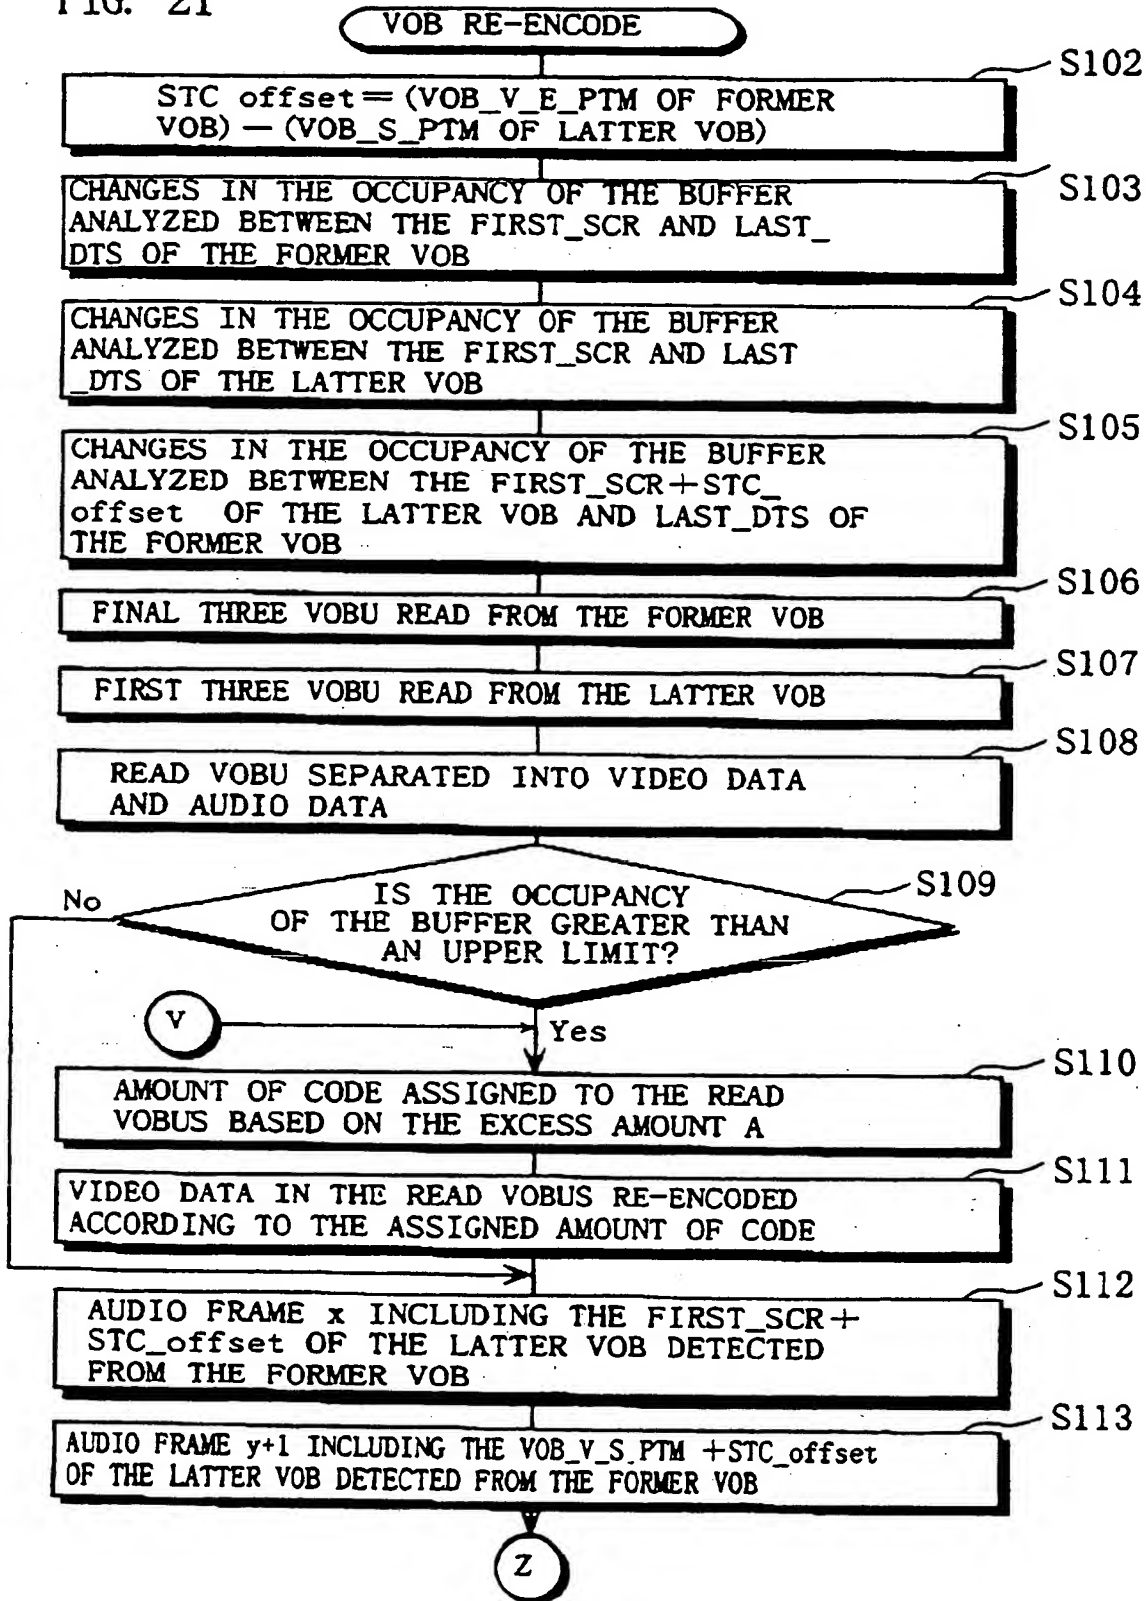 FIG. 21
VOB RE-ENCODE
S102
STC offset=(VOB_V_E_PTM OF FORMER
VOB)—(VOB_S_PTM OF LATTER VOB)
S103
CHANGES IN THE OCCUPANCY OF THE BUFFER
ANALYZED BETWEEN THE FIRST_SCR AND LAST_
DTS OF THE FORMER VOB
S104
CHANGES IN THE OCCUPANCY OF THE BUFFER
ANALYZED BETWEEN THE FIRST_SCR AND LAST
_DTS OF THE LATTER VOB
S105
CHANGES IN THE OCCUPANCY OF THE BUFFER
ANALYZED BETWEEN THE FIRST_SCR+STC_
offset OF THE LATTER VOB AND LAST_DTS OF
THE FORMER VOB
S106
FINAL THREE VOBU READ FROM THE FORMER VOB
S107
FIRST THREE VOBU READ FROM THE LATTER VOB
S108
READ VOBU SEPARATED INTO VIDEO DATA
AND AUDIO DATA
S109
No
IS THE OCCUPANCY
OF THE BUFFER GREATER THAN
AN UPPER LIMIT?
V
Yes
S110
AMOUNT OF CODE ASSIGNED TO THE READ
VOBUS BASED ON THE EXCESS AMOUNT A
S111
VIDEO DATA IN THE READ VOBUS RE-ENCODED
ACCORDING TO THE ASSIGNED AMOUNT OF CODE
S112
AUDIO FRAME x INCLUDING THE FIRST_SCR+
STC_offset OF THE LATTER VOB DETECTED
FROM THE FORMER VOB
S113
AUDIO FRAME y+1 INCLUDING THE VOB_V_S_PTM +STC_offset
OF THE LATTER VOB DETECTED FROM THE FORMER VOB
Z